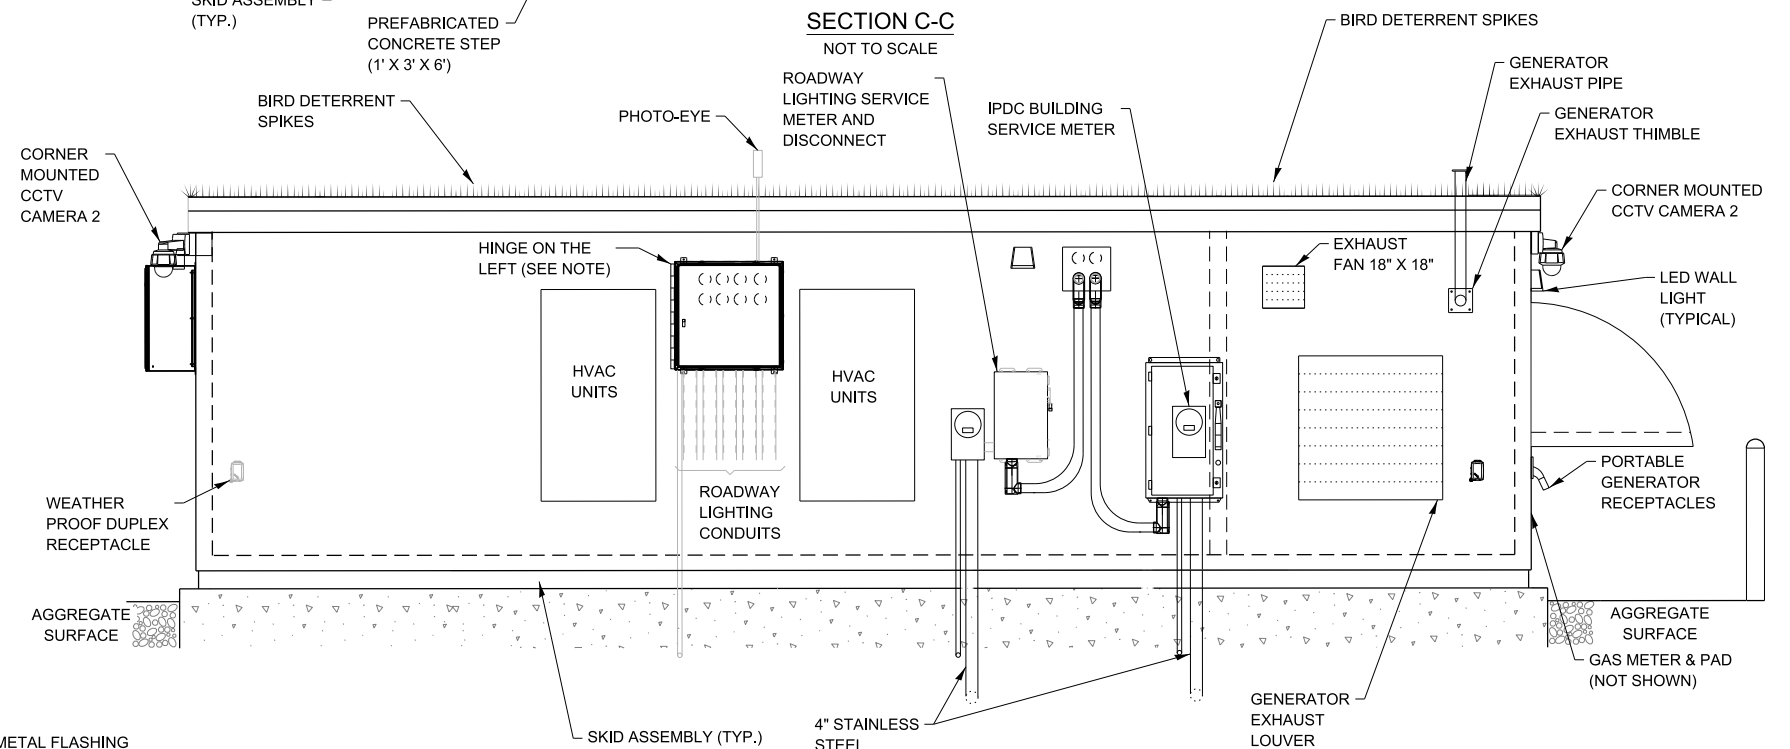 SKID ASSEMBLY
(TYP.)
PREFABRICATED
CONCRETE STEP
(1' X 3' X 6')
SECTION C-C
NOT TO SCALE
BIRD DETERRENT SPIKES
GENERATOR
EXHAUST PIPE
ROADWAY
LIGHTING SERVICE
METER AND
DISCONNECT
BIRD DETERRENT
SPIKES
PHOTO-EYE
IPDC BUILDING
SERVICE METER
GENERATOR
EXHAUST THIMBLE
CORNER
MOUNTED
CCTV
CAMERA 2
CORNER MOUNTED
CCTV CAMERA 2
HINGE ON THE
LEFT (SEE NOTE)
EXHAUST
FAN 18" X 18"
LED WALL
LIGHT
(TYPICAL)
HVAC
UNITS
HVAC
UNITS
WEATHER
PROOF DUPLEX
RECEPTACLE
ROADWAY
LIGHTING
CONDUITS
PORTABLE
GENERATOR
RECEPTACLES
AGGREGATE
SURFACE
AGGREGATE
SURFACE
GAS METER & PAD
(NOT SHOWN)
GENERATOR
EXHAUST
LOUVER
4" STAINLESS
STEEL
SKID ASSEMBLY (TYP.)
METAL FLASHING